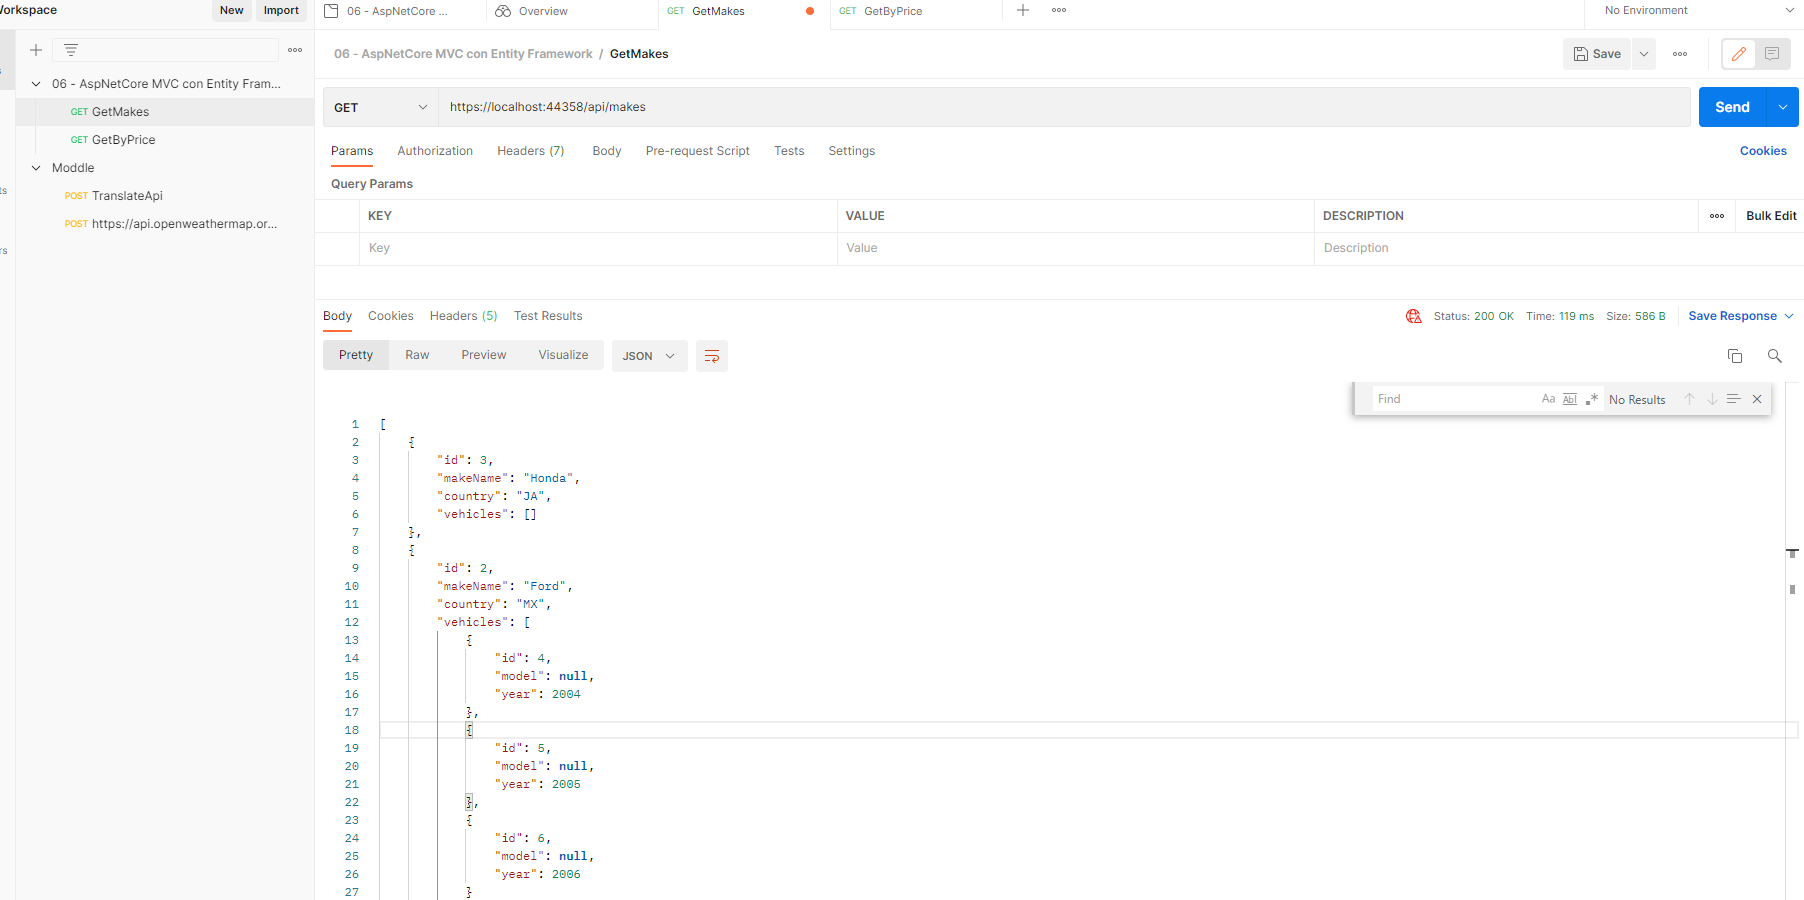 Workspace
New
Import
06 - AspNetCore ...
Overview
GET GetMakes
GET GetByPrice
No Environment
06 - AspNetCore MVC con Entity Framework / GetMakes
Save
06 - AspNetCore MVC con Entity Fram...
GET GetMakes
GET GetByPrice
Moddle
POST TranslateApi
POST https://api.openweathermap.or...
ts
rs
GET
https://localhost:44358/api/makes
Send
Params
Authorization
Headers (7)
Body
Pre-request Script
Tests
Settings
Cookies
Query Params
KEY
VALUE
DESCRIPTION
Bulk Edit
Key
Value
Description
Body
Cookies
Headers (5)
Test Results
Status: 200 OK
Time: 119 ms
Size: 586 B
Save Response
Pretty
Raw
Preview
Visualize
JSON
Find
Aa
Abl
.*
No Results
1 [
2 {
3 "id": 3,
4 "makeName": "Honda",
5 "country": "JA",
6 "vehicles": []
7 },
8 {
9 "id": 2,
10 "makeName": "Ford",
11 "country": "MX",
12 "vehicles": [
13 {
14 "id": 4,
15 "model": null,
16 "year": 2004
17 },
18 {
19 "id": 5,
20 "model": null,
21 "year": 2005
22 },
23 {
24 "id": 6,
25 "model": null,
26 "year": 2006
27 }